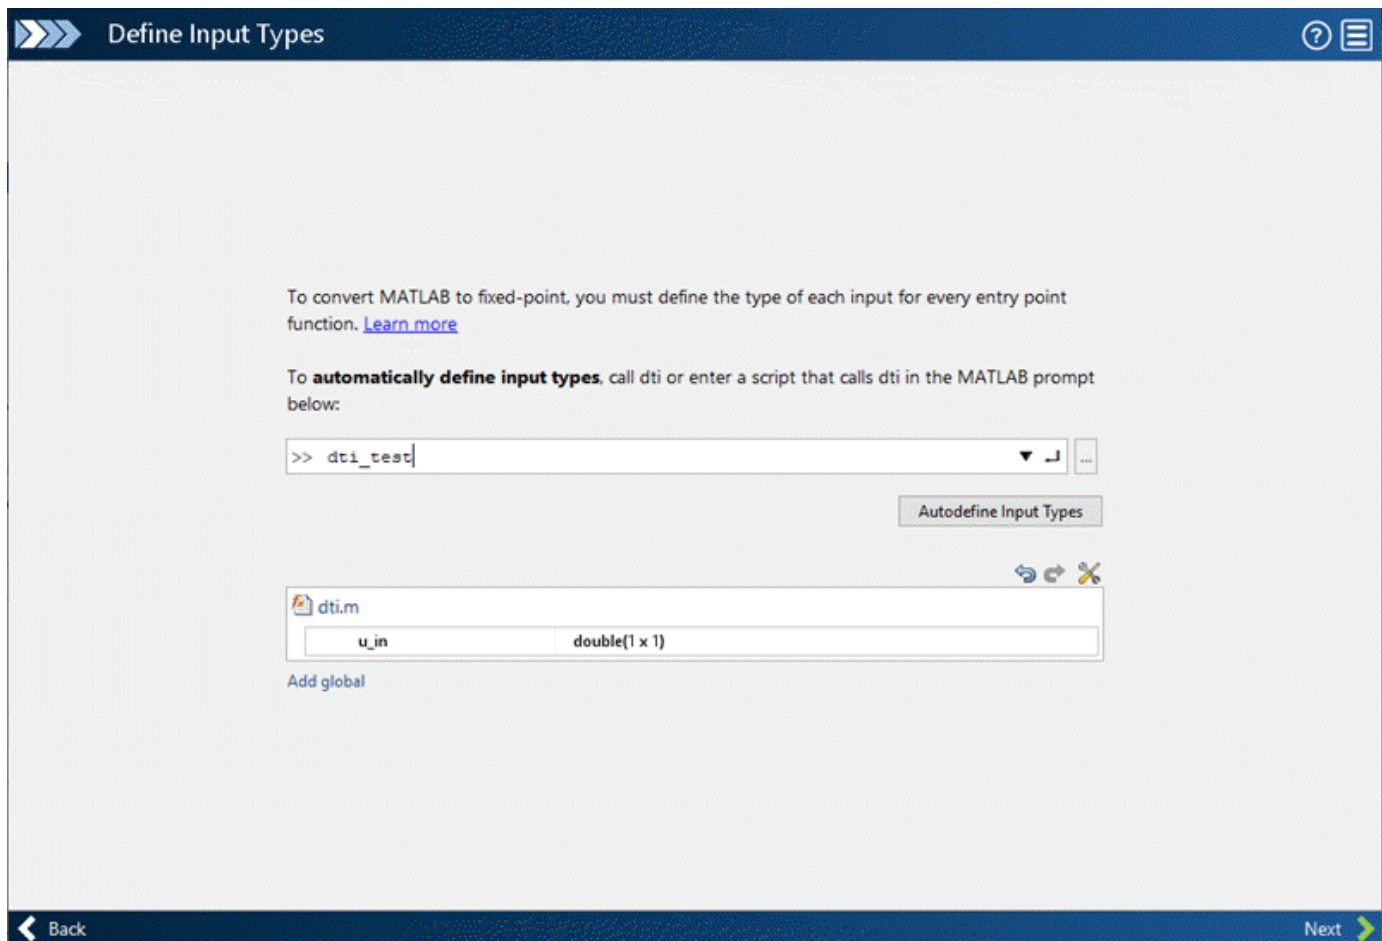 Define Input Types
To convert MATLAB to fixed-point, you must define the type of each input for every entry point
function. Learn more
To automatically define input types, call dti or enter a script that calls dti in the MATLAB prompt
below:
>> dti_test
...
Autodefine Input Types
dti.m
u_in double(1 x 1)
Add global
Back Next